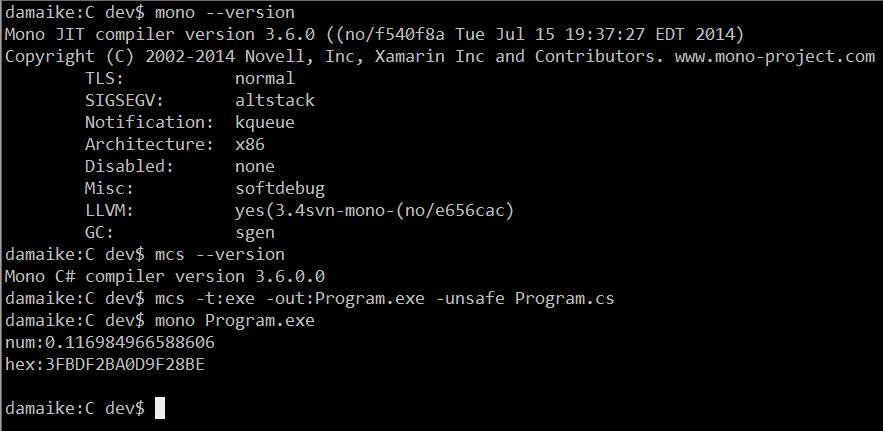 damaike:C dev$ mono --version
Mono JIT compiler version 3.6.0 ((no/f540f8a Tue Jul 15 19:37:27 EDT 2014)
Copyright (C) 2002-2014 Novell, Inc, Xamarin Inc and Contributors. www.mono-project.com
        TLS:           normal
        SIGSEGV:       altstack
        Notification:  kqueue
        Architecture:  x86
        Disabled:      none
        Misc:          softdebug
        LLVM:          yes(3.4svn-mono-(no/e656cac)
        GC:            sgen
damaike:C dev$ mcs --version
Mono C# compiler version 3.6.0.0
damaike:C dev$ mcs -t:exe -out:Program.exe -unsafe Program.cs
damaike:C dev$ mono Program.exe
num:0.116984966588606
hex:3FBDF2BA0D9F28BE
damaike:C dev$